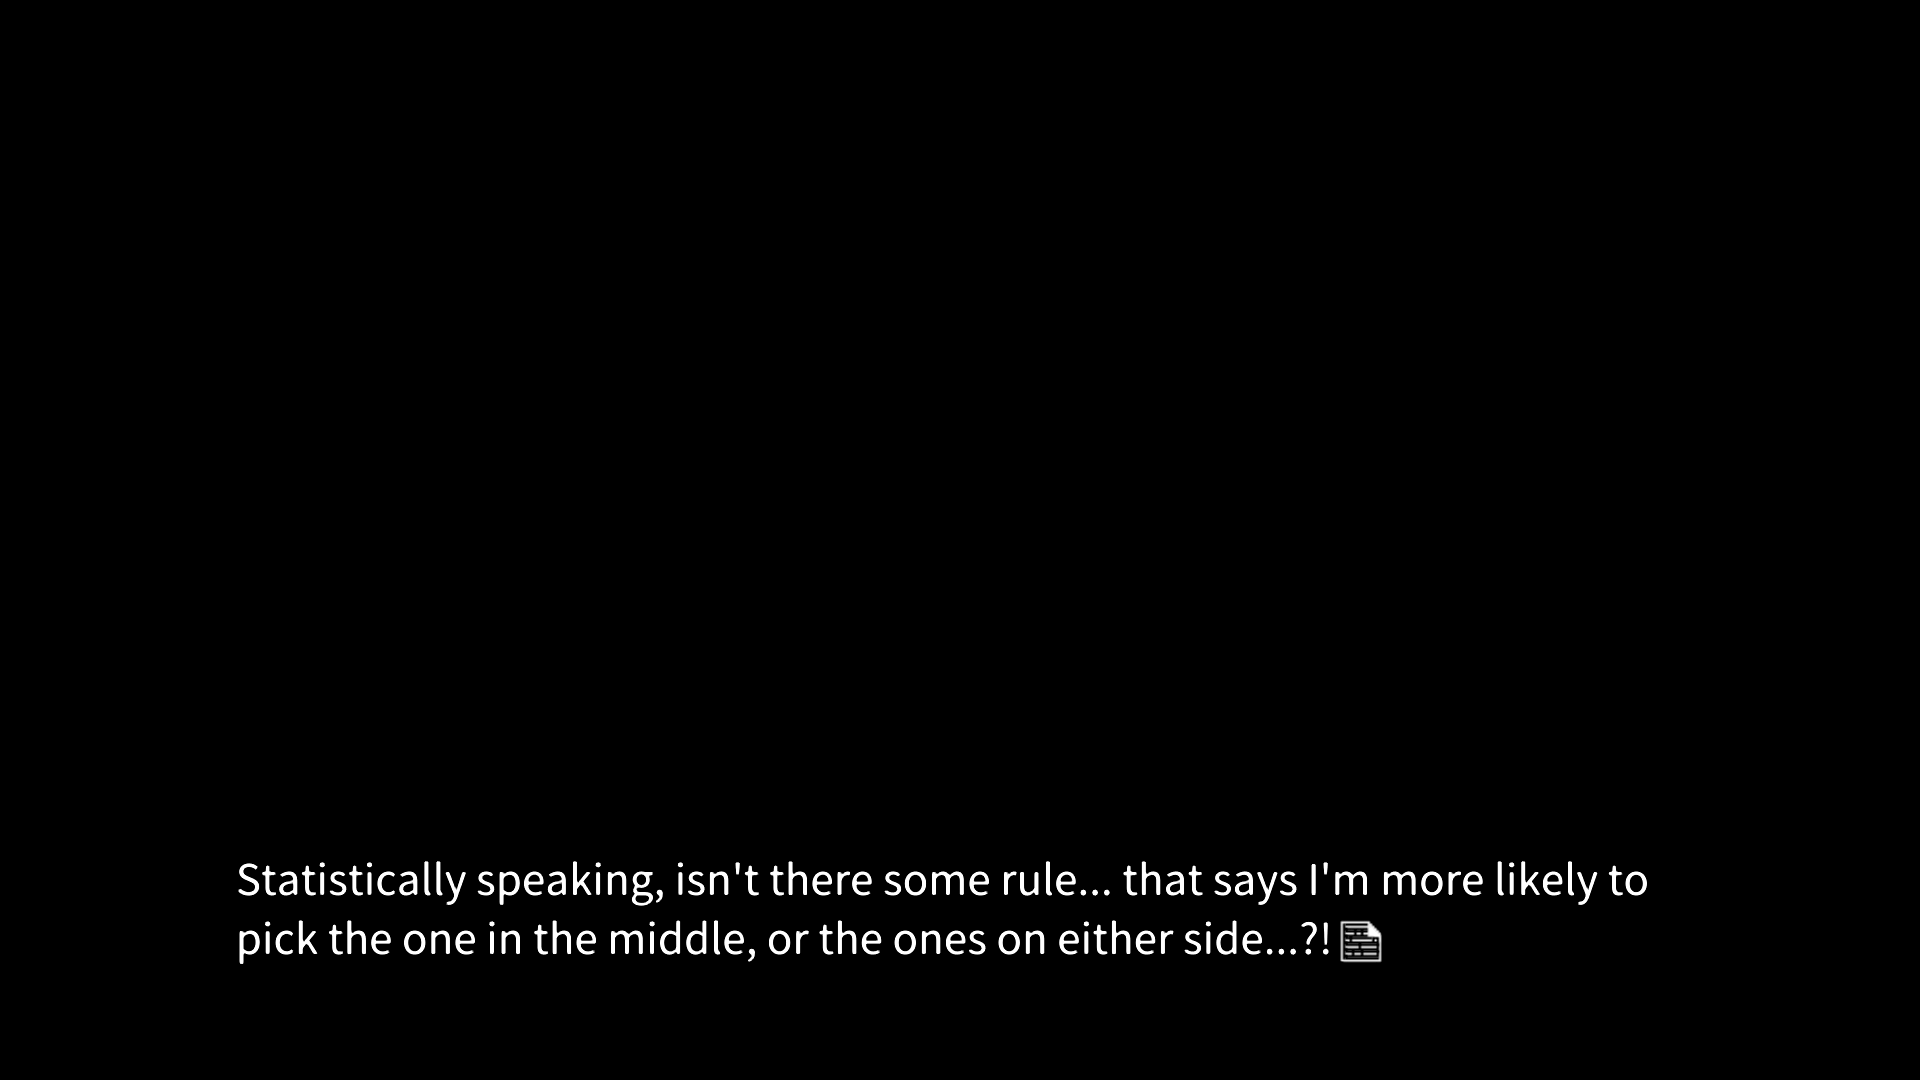 Statistically speaking, isn't there some rule... that says I'm more likely to
pick the one in the middle, or the ones on either side...?!